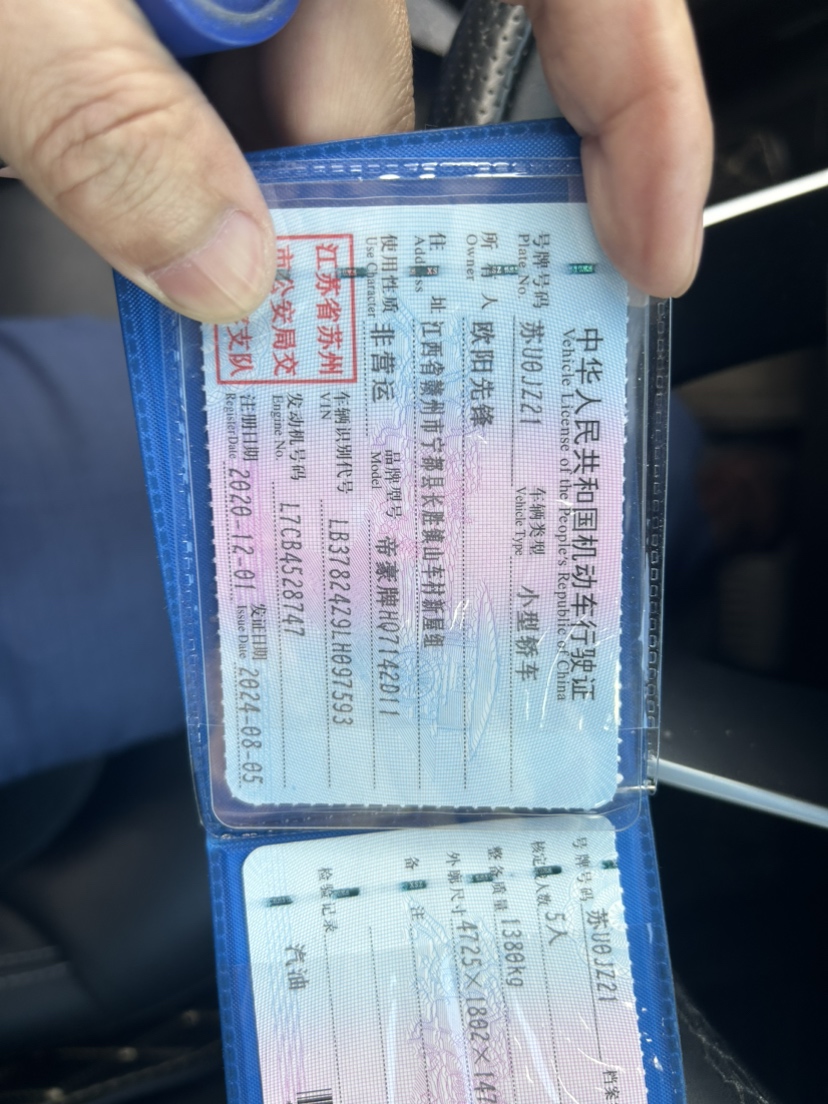 中华人民共和国机动车行驶证
Vehicle License of the People's Republic of China
号牌号码 苏U0JZ21 车辆类型 小型轿车
Plate No. Vehicle Type
所有人 欧阳先锋
Owner
住址 江西省赣州市宁都县长胜镇山车村新屋组
Address
使用性质 非营运 品牌型号 帝豪牌HQ7142D11
Use Character Model
江苏省苏州
市公安局交
支队
车辆识别代号 LB3782429LH097593
VIN
发动机号码 L7CB4528747
Engine No.
注册日期 2020-12-01 发证日期 2024-08-05
Register Date Issue Date
号牌号码 苏U0JZ21 档案
核定载人数 5人
整备质量 1380kg
外廓尺寸 4725×1802×147
备注
检验记录
汽油